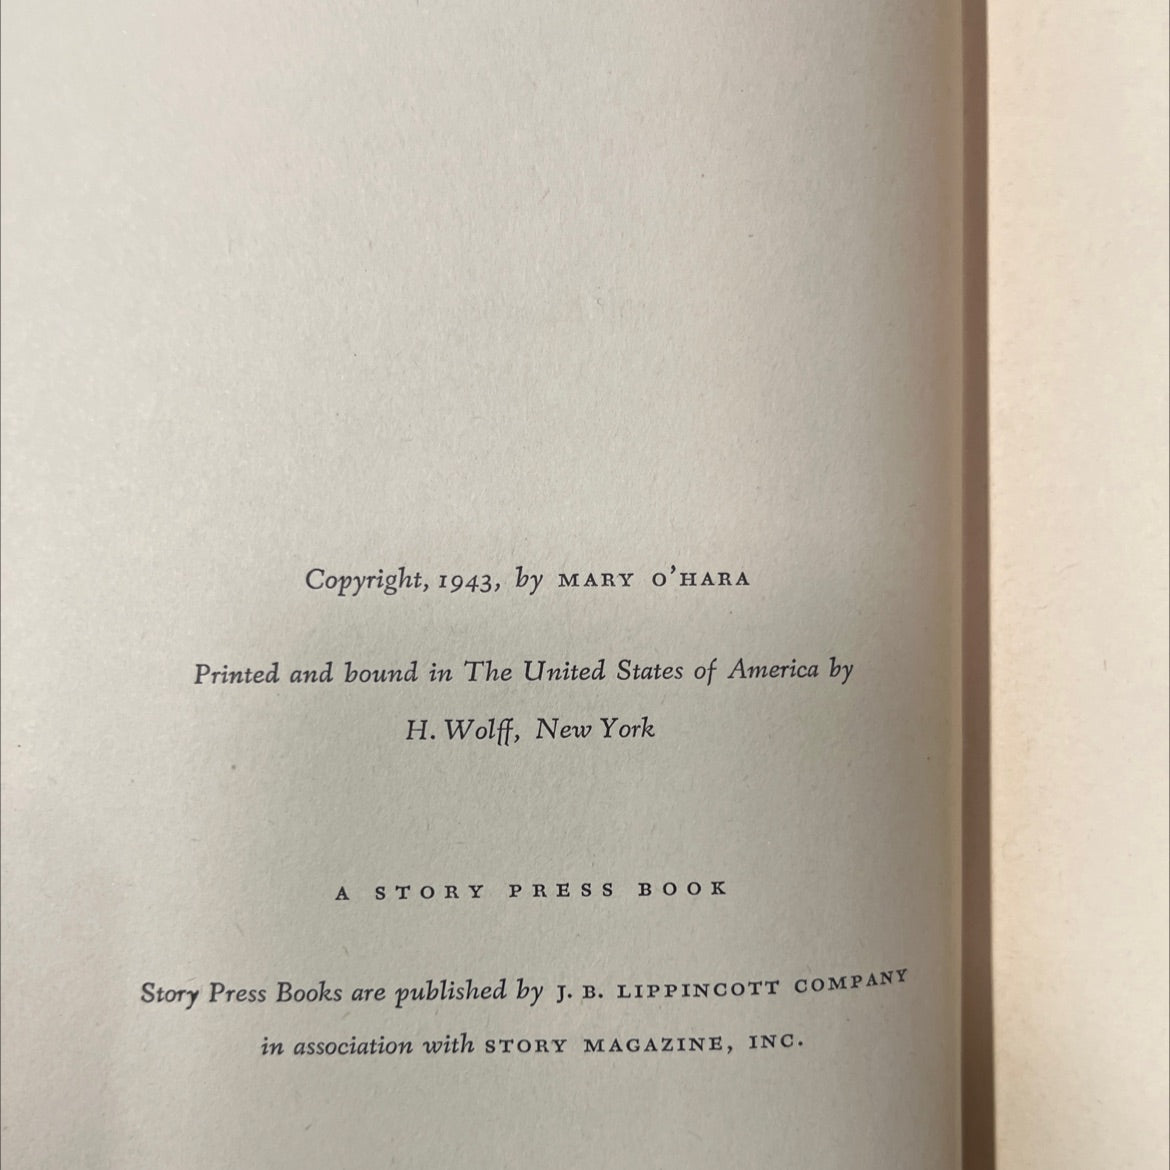 Copyright, 1943, by MARY O'HARA
Printed and bound in The United States of America by
H. Wolff, New York
A STORY PRESS BOOK
Story Press Books are published by J. B. LIPPINCOTT COMPANY
in association with STORY MAGAZINE, INC.